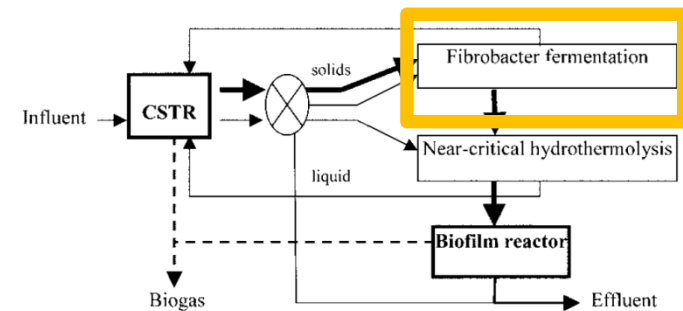 solids
Fibrobacter fermentation
Influent
CSTR
Near-critical hydrothermolysis
liquid
Biofilm reactor
Biogas
Effluent